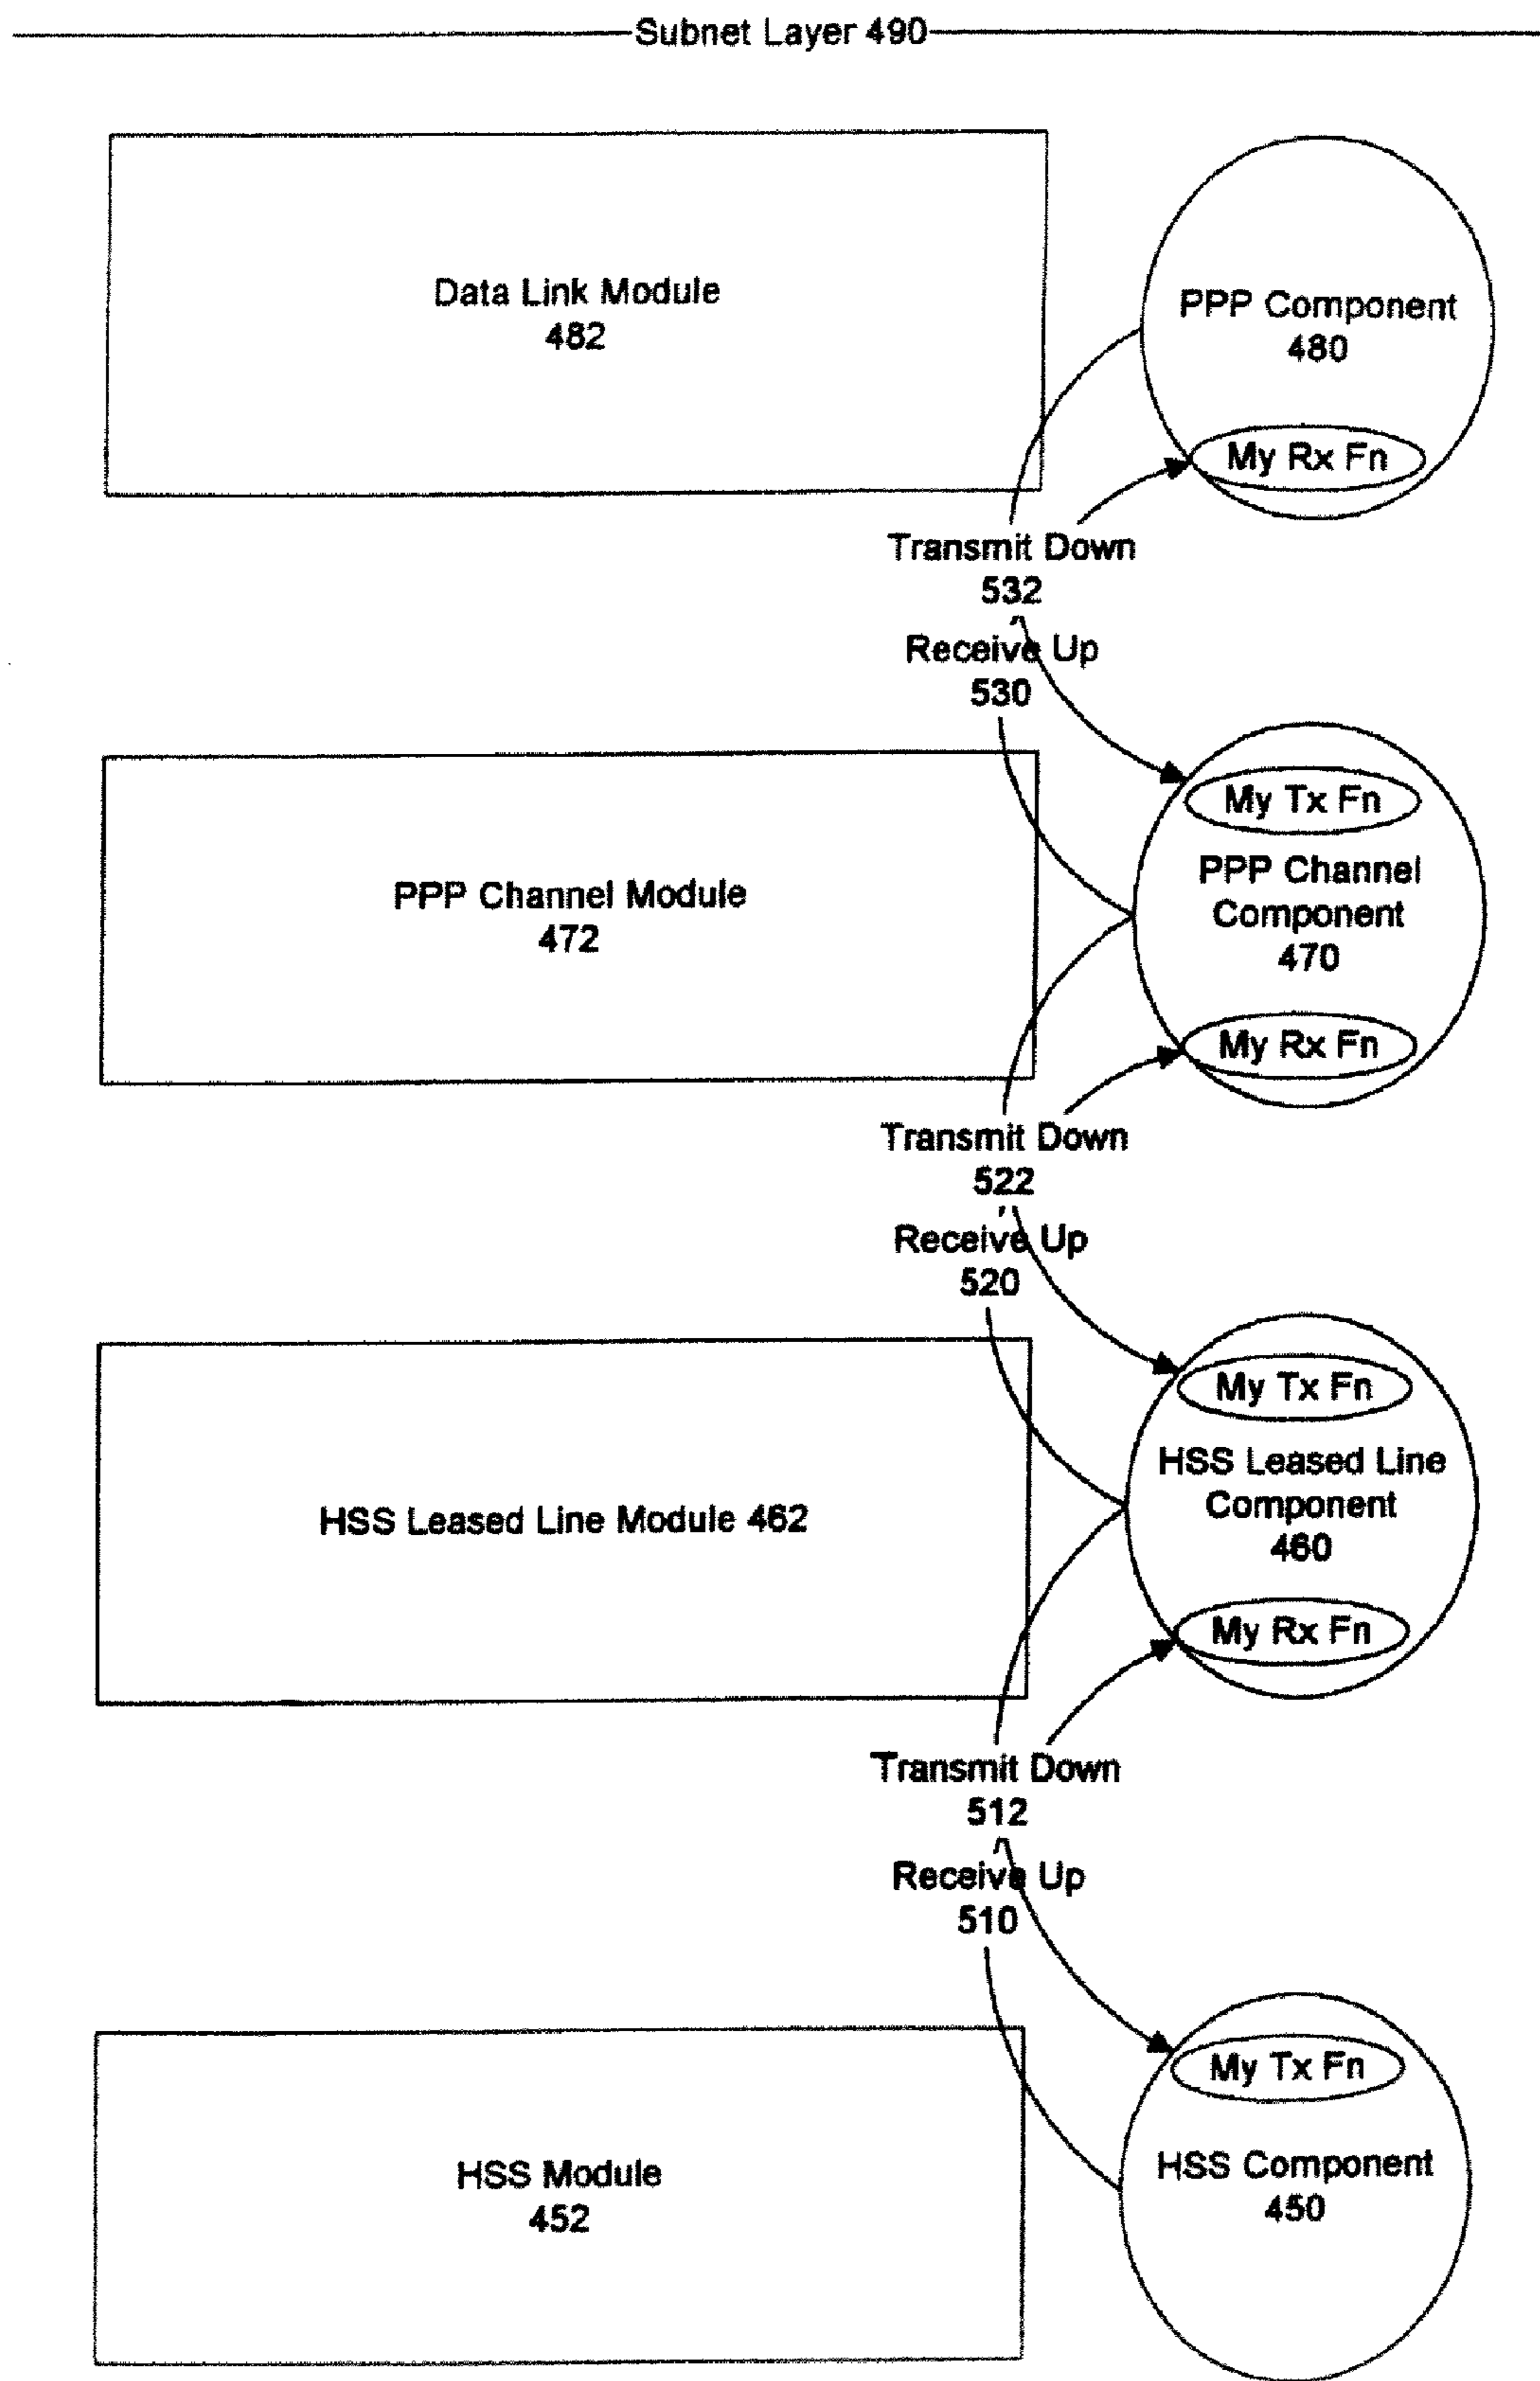 Subnet Layer 490
Data Link Module
482
PPP Component
480
My Rx Fn
Transmit Down
532
Receive Up
530
My Tx Fn
PPP Channel Module
472
PPP Channel
Component
470
My Rx Fn
Transmit Down
522
Receive Up
520
My Tx Fn
HSS Leased Line Module 462
HSS Leased Line
Component
460
My Rx Fn
Transmit Down
512
Receive Up
510
My Tx Fn
HSS Module
452
HSS Component
450